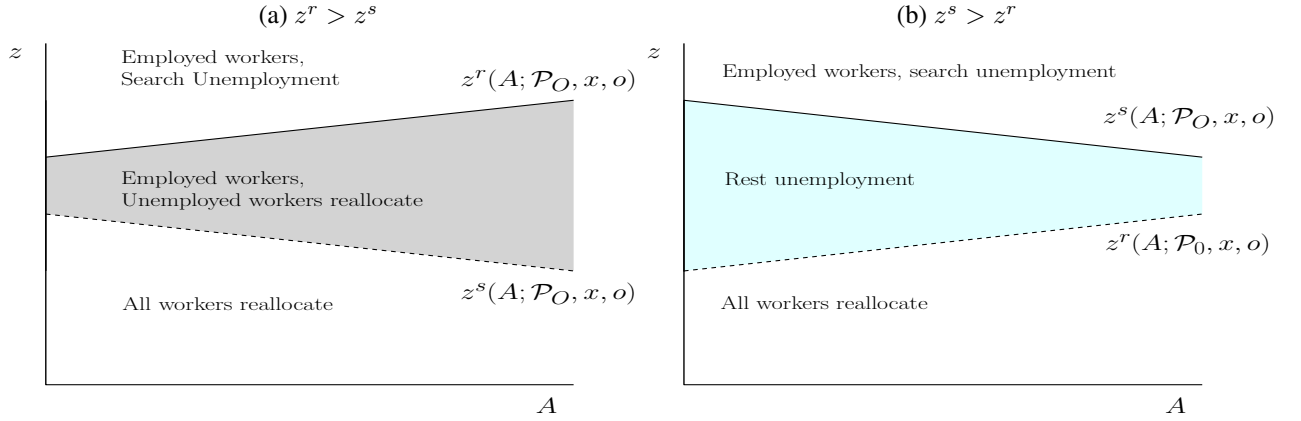 (a) z^r > z^s
z
Employed workers,
Search Unemployment
z^r(A; P_O, x, o)
Employed workers,
Unemployed workers reallocate
All workers reallocate
z^s(A; P_O, x, o)
A
(b) z^s > z^r
z
Employed workers, search unemployment
z^s(A; P_O, x, o)
Rest unemployment
z^r(A; P_0, x, o)
All workers reallocate
A